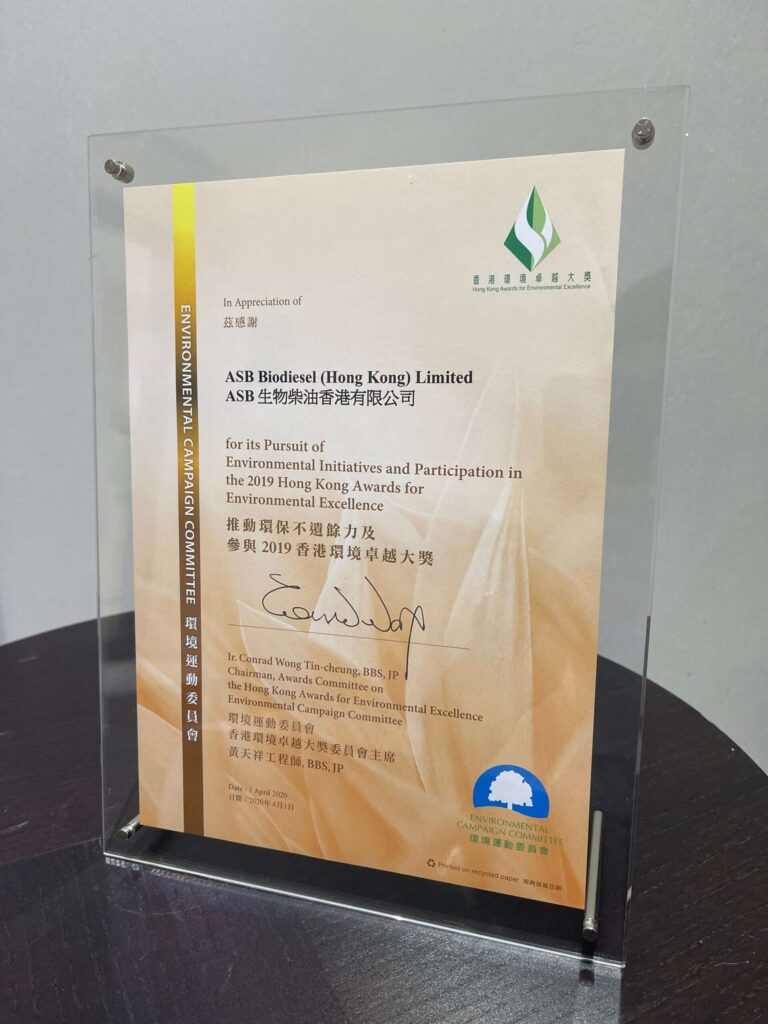 香港環境卓越大獎
Hong Kong Awards for Environmental Excellence
ENVIRONMENTAL CAMPAIGN COMMITTEE 環境運動委員會
In Appreciation of
茲感謝
ASB Biodiesel (Hong Kong) Limited
ASB 生物柴油香港有限公司
for its Pursuit of
Environmental Initiatives and Participation in
the 2019 Hong Kong Awards for
Environmental Excellence
推動環保不遺餘力及
參與 2019 香港環境卓越大獎
Ir. Conrad Wong Tin-cheung, BBS, JP
Chairman, Awards Committee on
the Hong Kong Awards for Environmental Excellence
Environmental Campaign Committee
環境運動委員會
香港環境卓越大獎委員會主席
黃天祥工程師, BBS, JP
Date : 1 April 2020
日期 : 2020年4月1日
ENVIRONMENTAL
CAMPAIGN COMMITTEE
環境運動委員會
Printed on recycled paper 用再造紙印刷